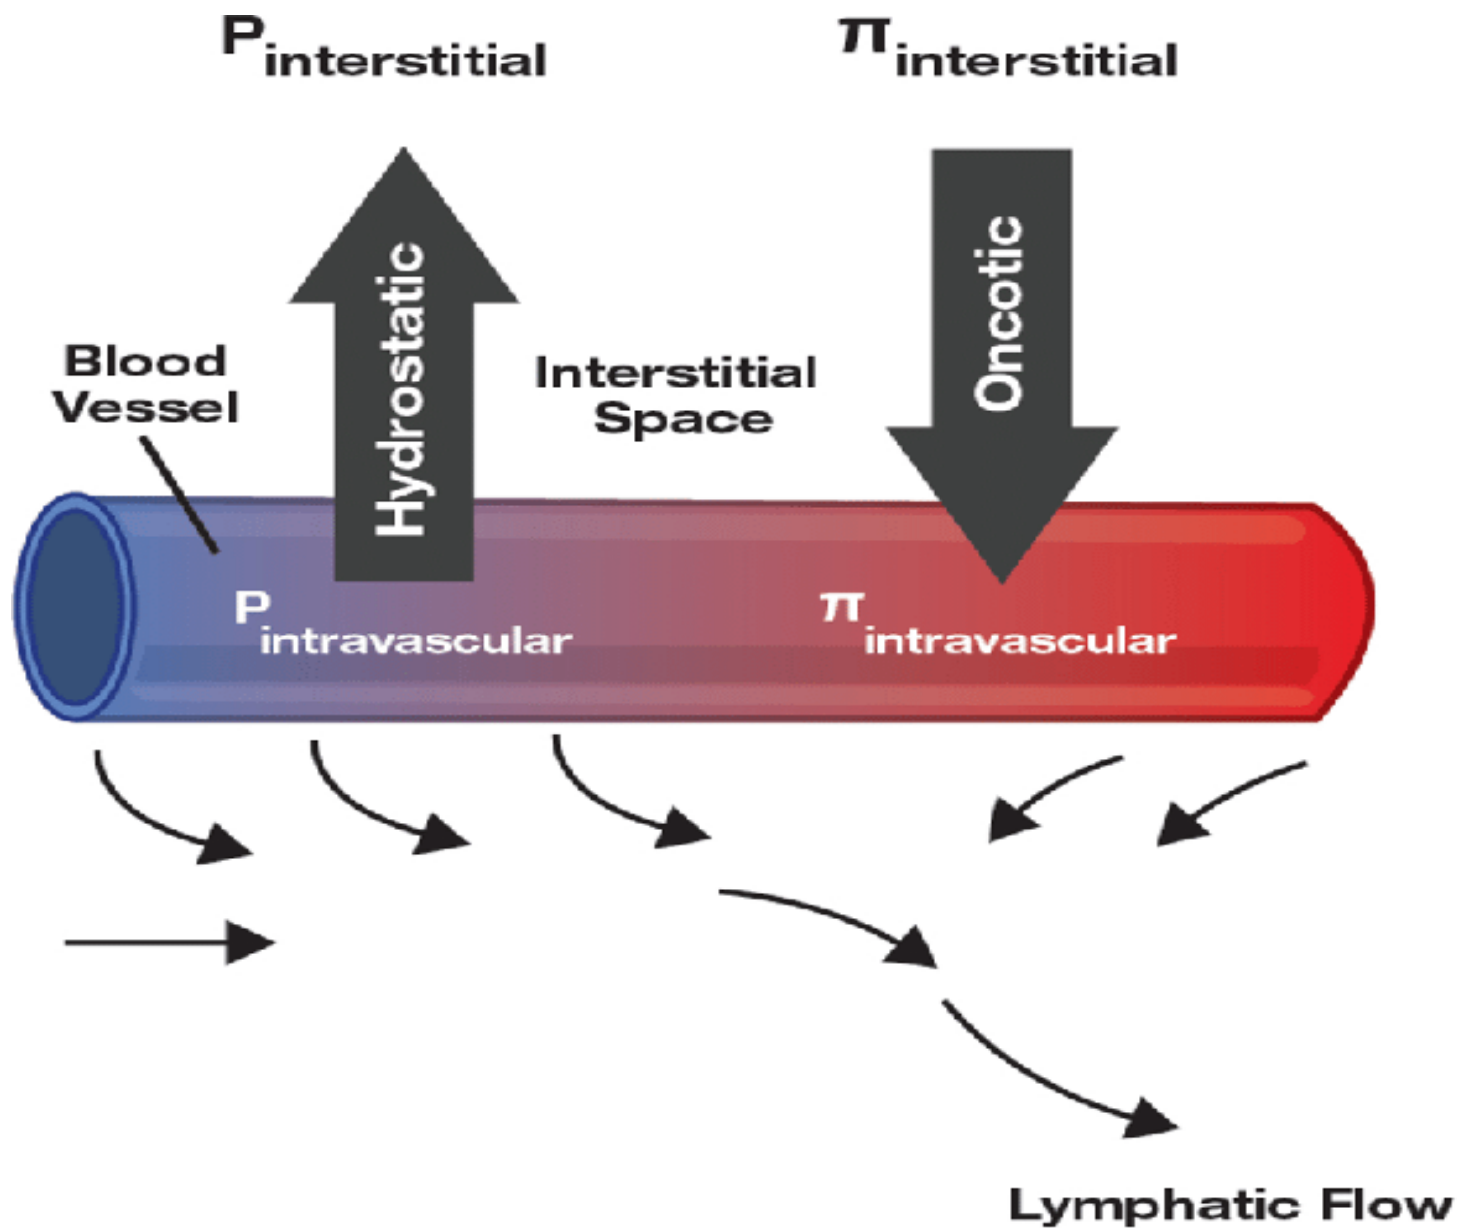 P interstitial
π interstitial
Hydrostatic
Oncotic
Blood
Vessel
Interstitial
Space
P intravascular
π intravascular
Lymphatic Flow